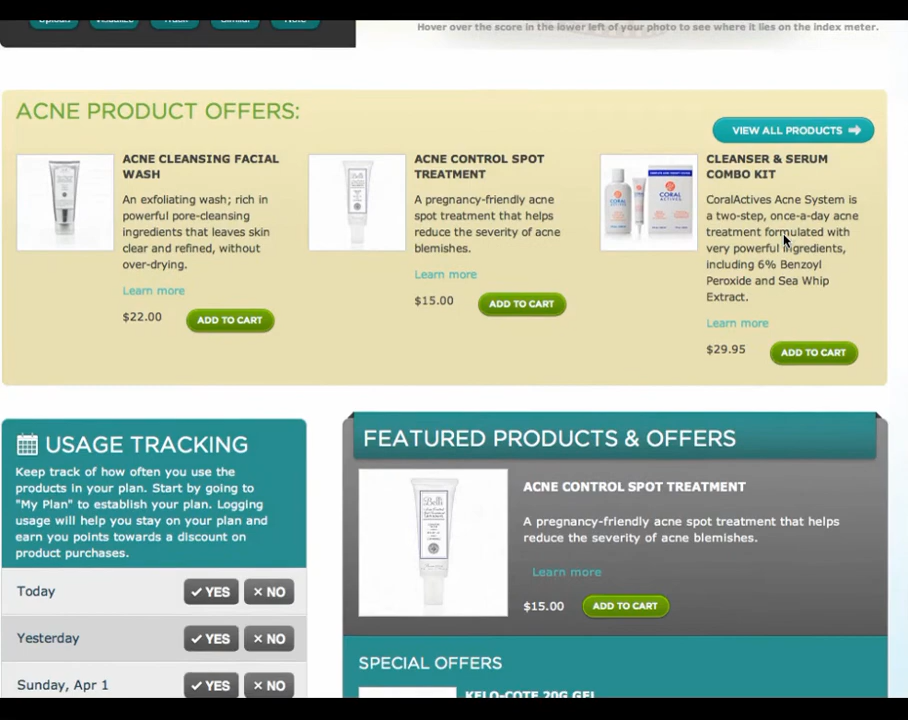 Hover over the score in the lower left of your photo to see where it lies on the index meter.
ACNE PRODUCT OFFERS:
VIEW ALL PRODUCTS
ACNE CLEANSING FACIAL
WASH
An exfoliating wash; rich in
powerful pore-cleansing
ingredients that leaves skin
clear and refined, without
over-drying.
Learn more
$22.00
ADD TO CART
ACNE CONTROL SPOT
TREATMENT
A pregnancy-friendly acne
spot treatment that helps
reduce the severity of acne
blemishes.
Learn more
$15.00
ADD TO CART
CORAL
ACTIVES
CLEANSER & SERUM
COMBO KIT
CoralActives Acne System is
a two-step, once-a-day acne
treatment formulated with
very powerful ingredients,
including 6% Benzoyl
Peroxide and Sea Whip
Extract.
Learn more
$29.95
ADD TO CART
USAGE TRACKING
Keep track of how often you use the
products in your plan. Start by going to
"My Plan" to establish your plan. Logging
usage will help you stay on your plan and
earn you points towards a discount on
product purchases.
Today
YES
NO
Yesterday
YES
NO
Sunday, Apr 1
YES
NO
FEATURED PRODUCTS & OFFERS
Belli
ACNE CONTROL SPOT TREATMENT
A pregnancy-friendly acne spot treatment that helps
reduce the severity of acne blemishes.
Learn more
$15.00
ADD TO CART
SPECIAL OFFERS
KELO-COTE 20G GEL